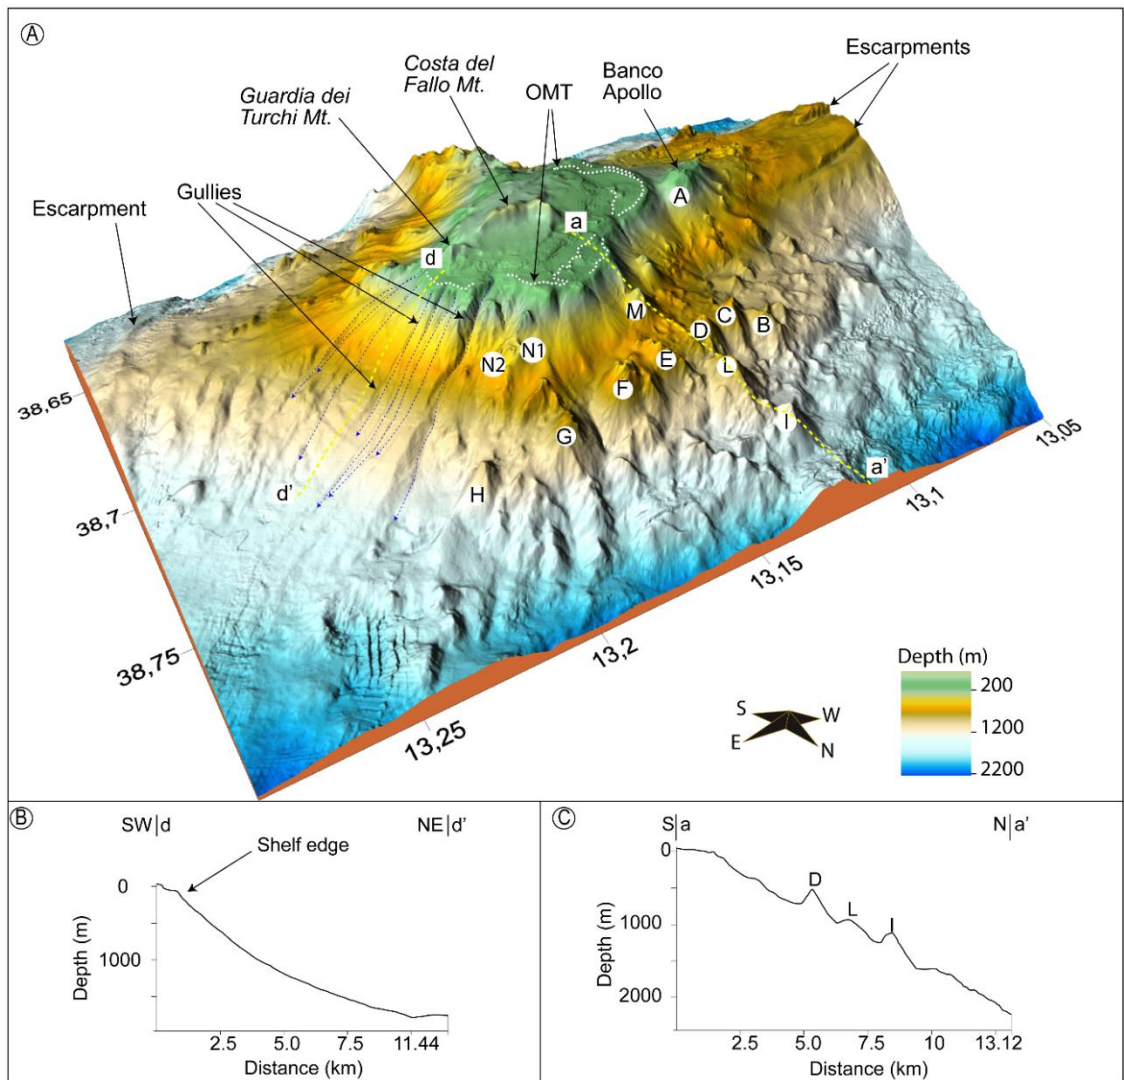 A
Escarpments
Costa del
Fallo Mt.
Banco
Apollo
OMT
Guardia dei
Turchi Mt.
Gullies
Escarpment
A
a
d
M
C
B
D
N1
N2
E
L
F
G
I
H
d'
a'
38,65
38,7
38,75
13,25
13,2
13,15
13,1
13,05
Depth (m)
200
1200
2200
S
W
E
N
B
SW|d
NE|d'
Shelf edge
0
1000
Depth (m)
2.5
5.0
7.5
11.44
Distance (km)
C
S|a
N|a'
0
1000
2000
Depth (m)
D
L
I
2.5
5.0
7.5
10
13.12
Distance (km)